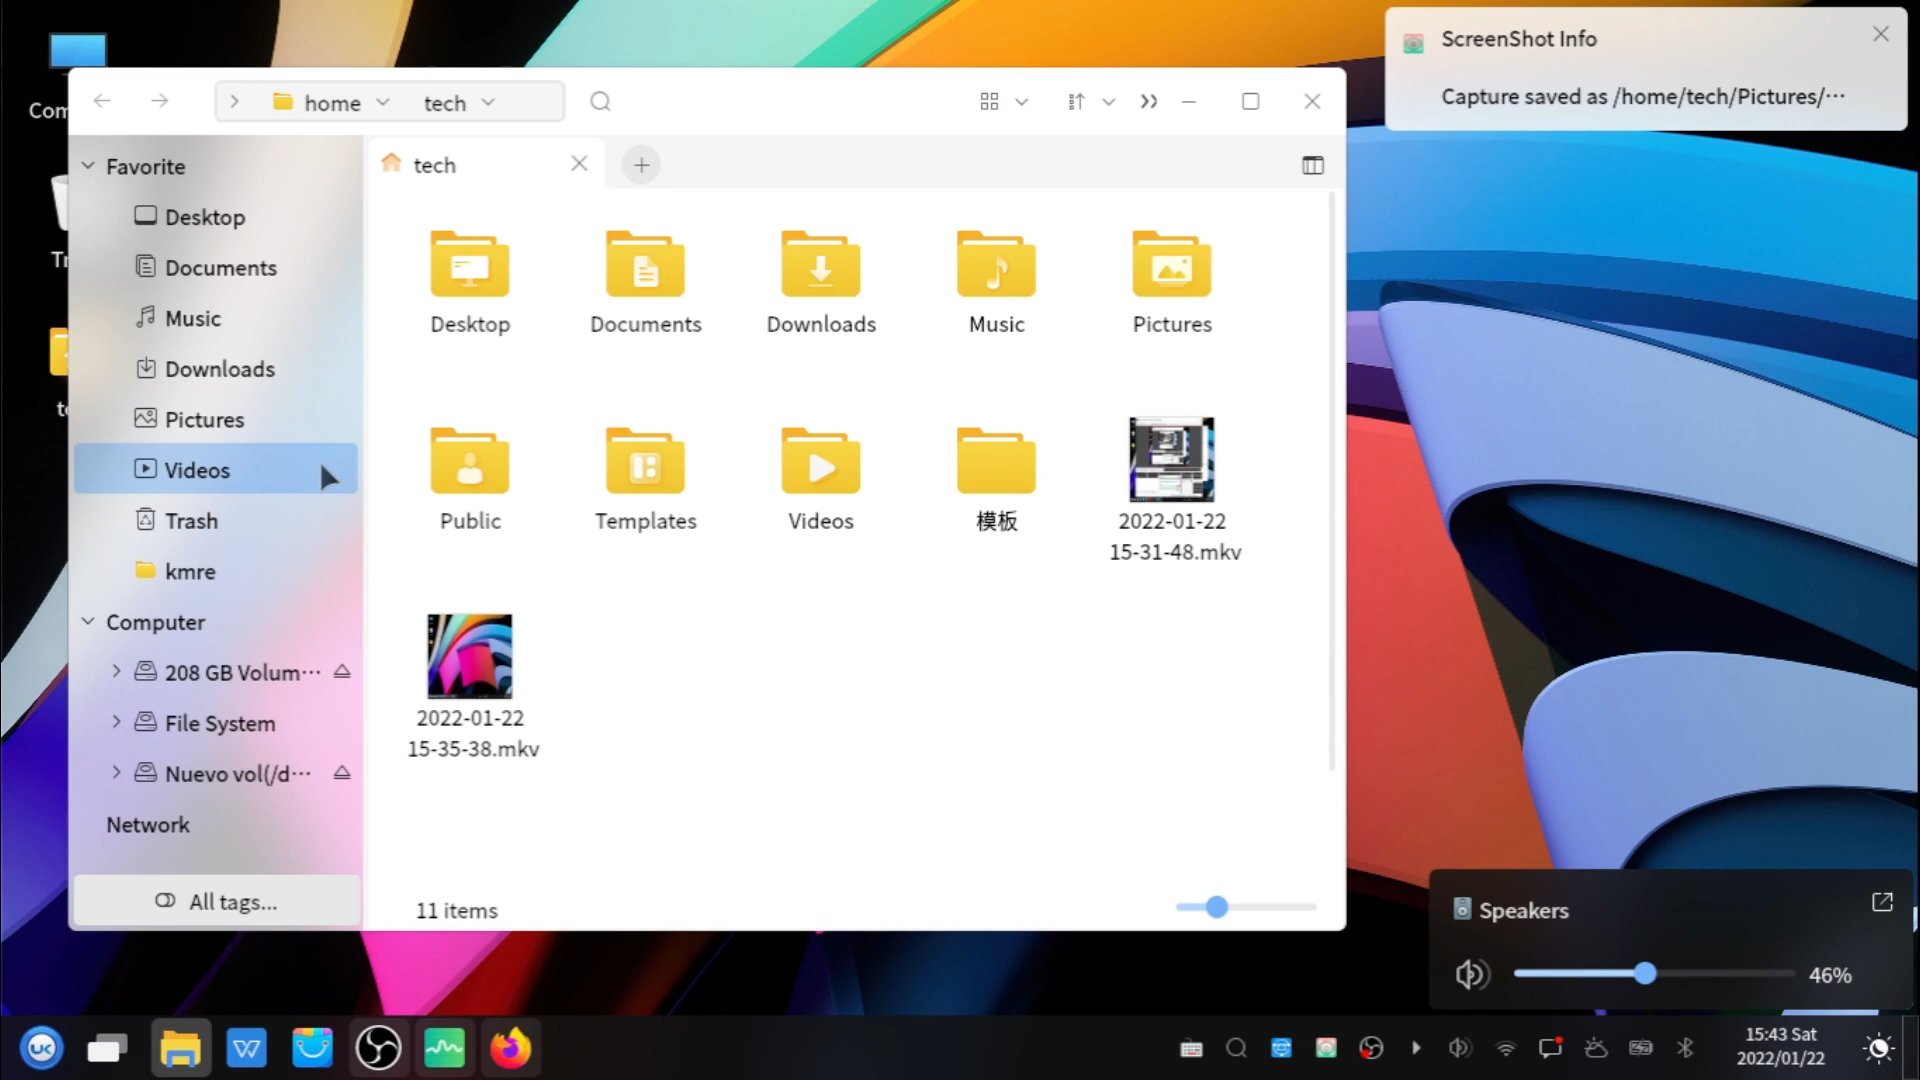 ScreenShot Info
Capture saved as /home/tech/Pictures/···
Com
home
tech
Favorite
tech
Desktop
Documents
Music
Downloads
Pictures
Videos
Trash
kmre
Computer
208 GB Volum···
File System
Nuevo vol(/d···
Network
All tags...
Desktop
Documents
Downloads
Music
Pictures
Public
Templates
Videos
模板
2022-01-22
15-31-48.mkv
2022-01-22
15-35-38.mkv
11 items
Speakers
46%
UK
W
15:43 Sat
2022/01/22